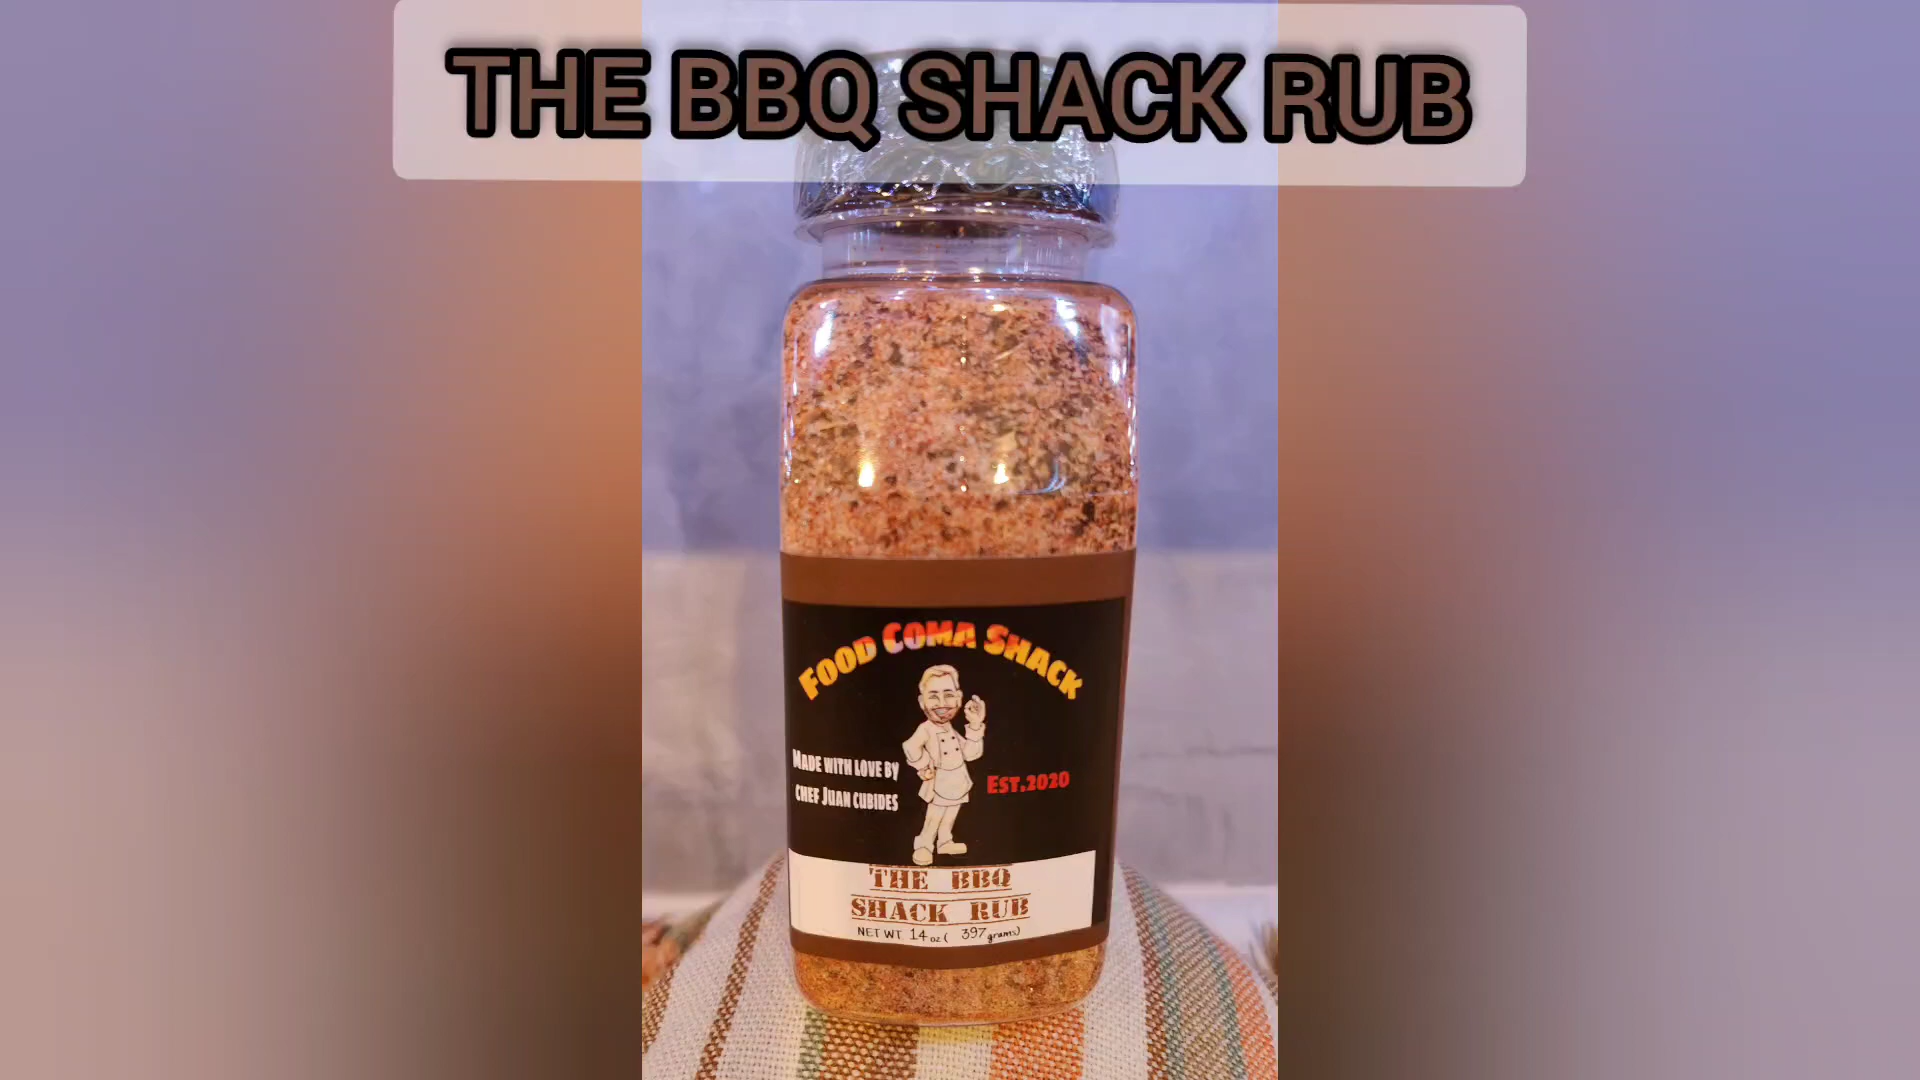 THE BBQ SHACK RUB
FOOD COMA SHACK
MADE WITH LOVE BY
CHEF JUAN CUBIDES
EST.2020
THE BBQ
SHACK RUB
NET WT 14 oz ( 397 grams)